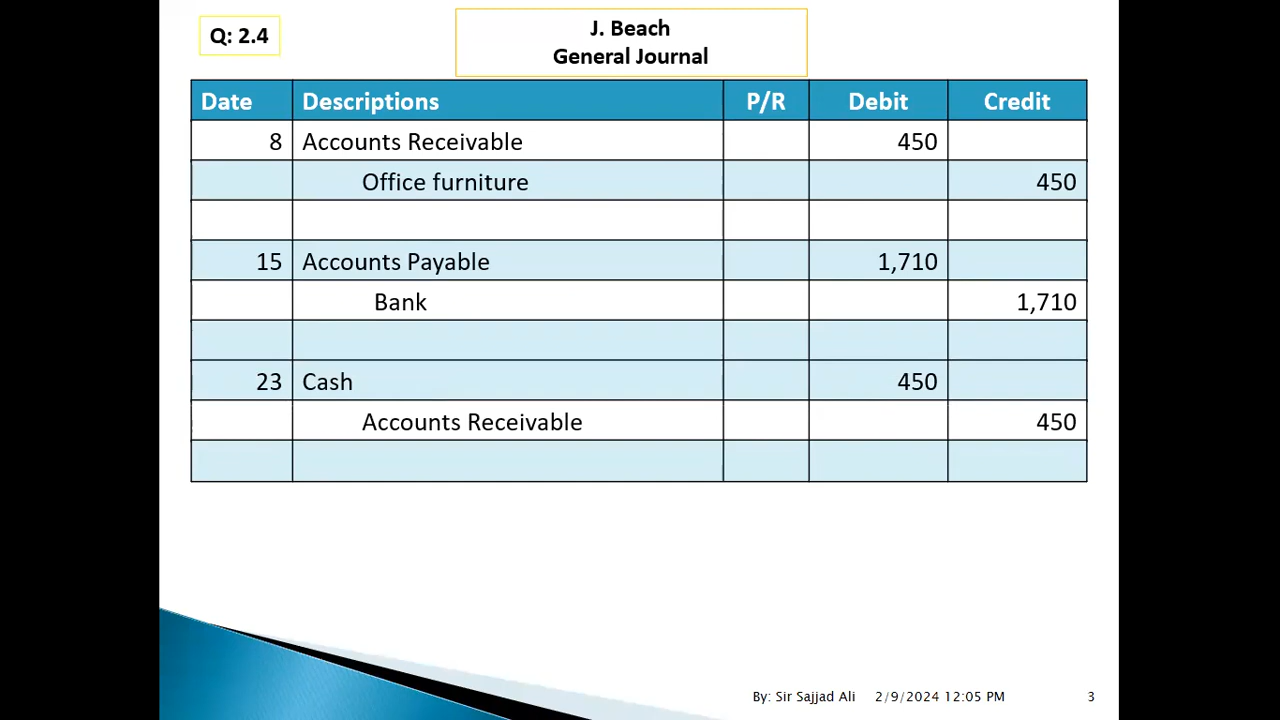 Q: 2.4
J. Beach
General Journal
Date Descriptions P/R Debit Credit
8 Accounts Receivable 450
Office furniture 450
15 Accounts Payable 1,710
Bank 1,710
23 Cash 450
Accounts Receivable 450
By: Sir Sajjad Ali 2/9/2024 12:05 PM 3